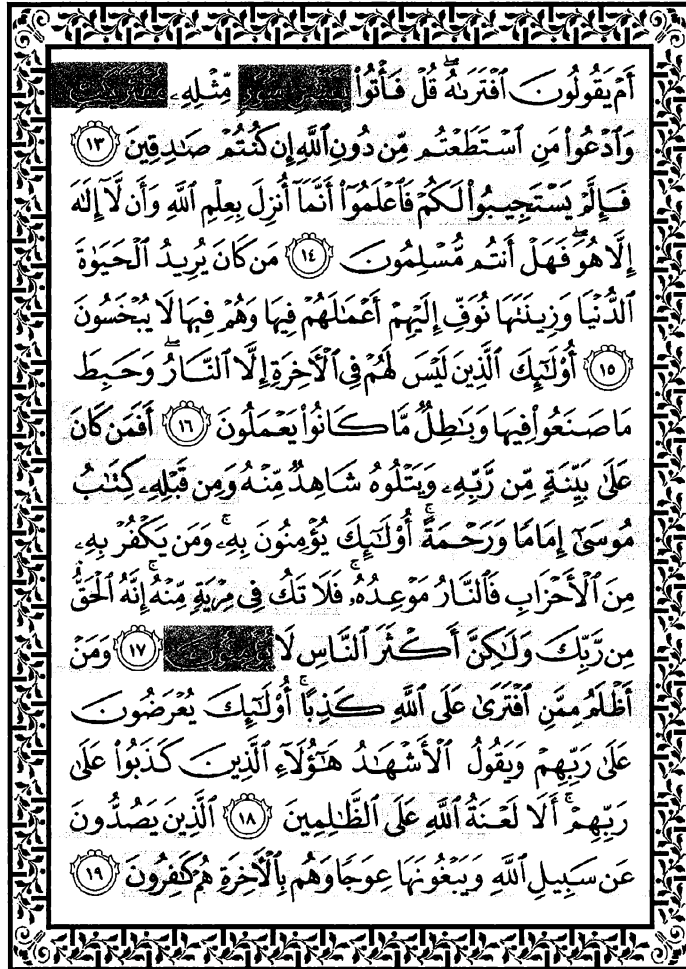 أَمْ يَقُولُونَ ٱفْتَرَىٰهُ ۖ قُلْ فَأْتُوا۟ مِّثْلِهِۦ
وَٱدْعُوا۟ مَنِ ٱسْتَطَعْتُم مِّن دُونِ ٱللَّهِ إِن كُنتُمْ صَـٰدِقِينَ ١٣
فَإِلَّمْ يَسْتَجِيبُوا۟ لَكُمْ فَٱعْلَمُوٓا۟ أَنَّمَآ أُنزِلَ بِعِلْمِ ٱللَّهِ وَأَن لَّآ إِلَـٰهَ
إِلَّا هُوَ ۖ فَهَلْ أَنتُم مُّسْلِمُونَ ١٤ مَن كَانَ يُرِيدُ ٱلْحَيَوٰةَ
ٱلدُّنْيَا وَزِينَتَهَا نُوَفِّ إِلَيْهِمْ أَعْمَـٰلَهُمْ فِيهَا وَهُمْ فِيهَا لَا يُبْخَسُونَ
١٥ أُو۟لَـٰٓئِكَ ٱلَّذِينَ لَيْسَ لَهُمْ فِى ٱلْـَٔاخِرَةِ إِلَّا ٱلنَّارُ ۖ وَحَبِطَ
مَا صَنَعُوا۟ فِيهَا وَبَـٰطِلٌ مَّا كَانُوا۟ يَعْمَلُونَ ١٦ أَفَمَن كَانَ
عَلَىٰ بَيِّنَةٍ مِّن رَّبِّهِۦ وَيَتْلُوهُ شَاهِدٌ مِّنْهُ وَمِن قَبْلِهِۦ كِتَـٰبُ
مُوسَىٰٓ إِمَامًا وَرَحْمَةً ۚ أُو۟لَـٰٓئِكَ يُؤْمِنُونَ بِهِۦ ۚ وَمَن يَكْفُرْ بِهِۦ
مِنَ ٱلْأَحْزَابِ فَٱلنَّارُ مَوْعِدُهُۥ ۚ فَلَا تَكُ فِى مِرْيَةٍ مِّنْهُ ۚ إِنَّهُ ٱلْحَقُّ
مِن رَّبِّكَ وَلَـٰكِنَّ أَكْثَرَ ٱلنَّاسِ لَا ١٧ وَمَنْ
أَظْلَمُ مِمَّنِ ٱفْتَرَىٰ عَلَى ٱللَّهِ كَذِبًا ۚ أُو۟لَـٰٓئِكَ يُعْرَضُونَ
عَلَىٰ رَبِّهِمْ وَيَقُولُ ٱلْأَشْهَـٰدُ هَـٰٓؤُلَآءِ ٱلَّذِينَ كَذَبُوا۟ عَلَىٰ
رَبِّهِمْ ۚ أَلَا لَعْنَةُ ٱللَّهِ عَلَى ٱلظَّـٰلِمِينَ ١٨ ٱلَّذِينَ يَصُدُّونَ
عَن سَبِيلِ ٱللَّهِ وَيَبْغُونَهَا عِوَجًا وَهُم بِٱلْـَٔاخِرَةِ هُمْ كَـٰفِرُونَ ١٩